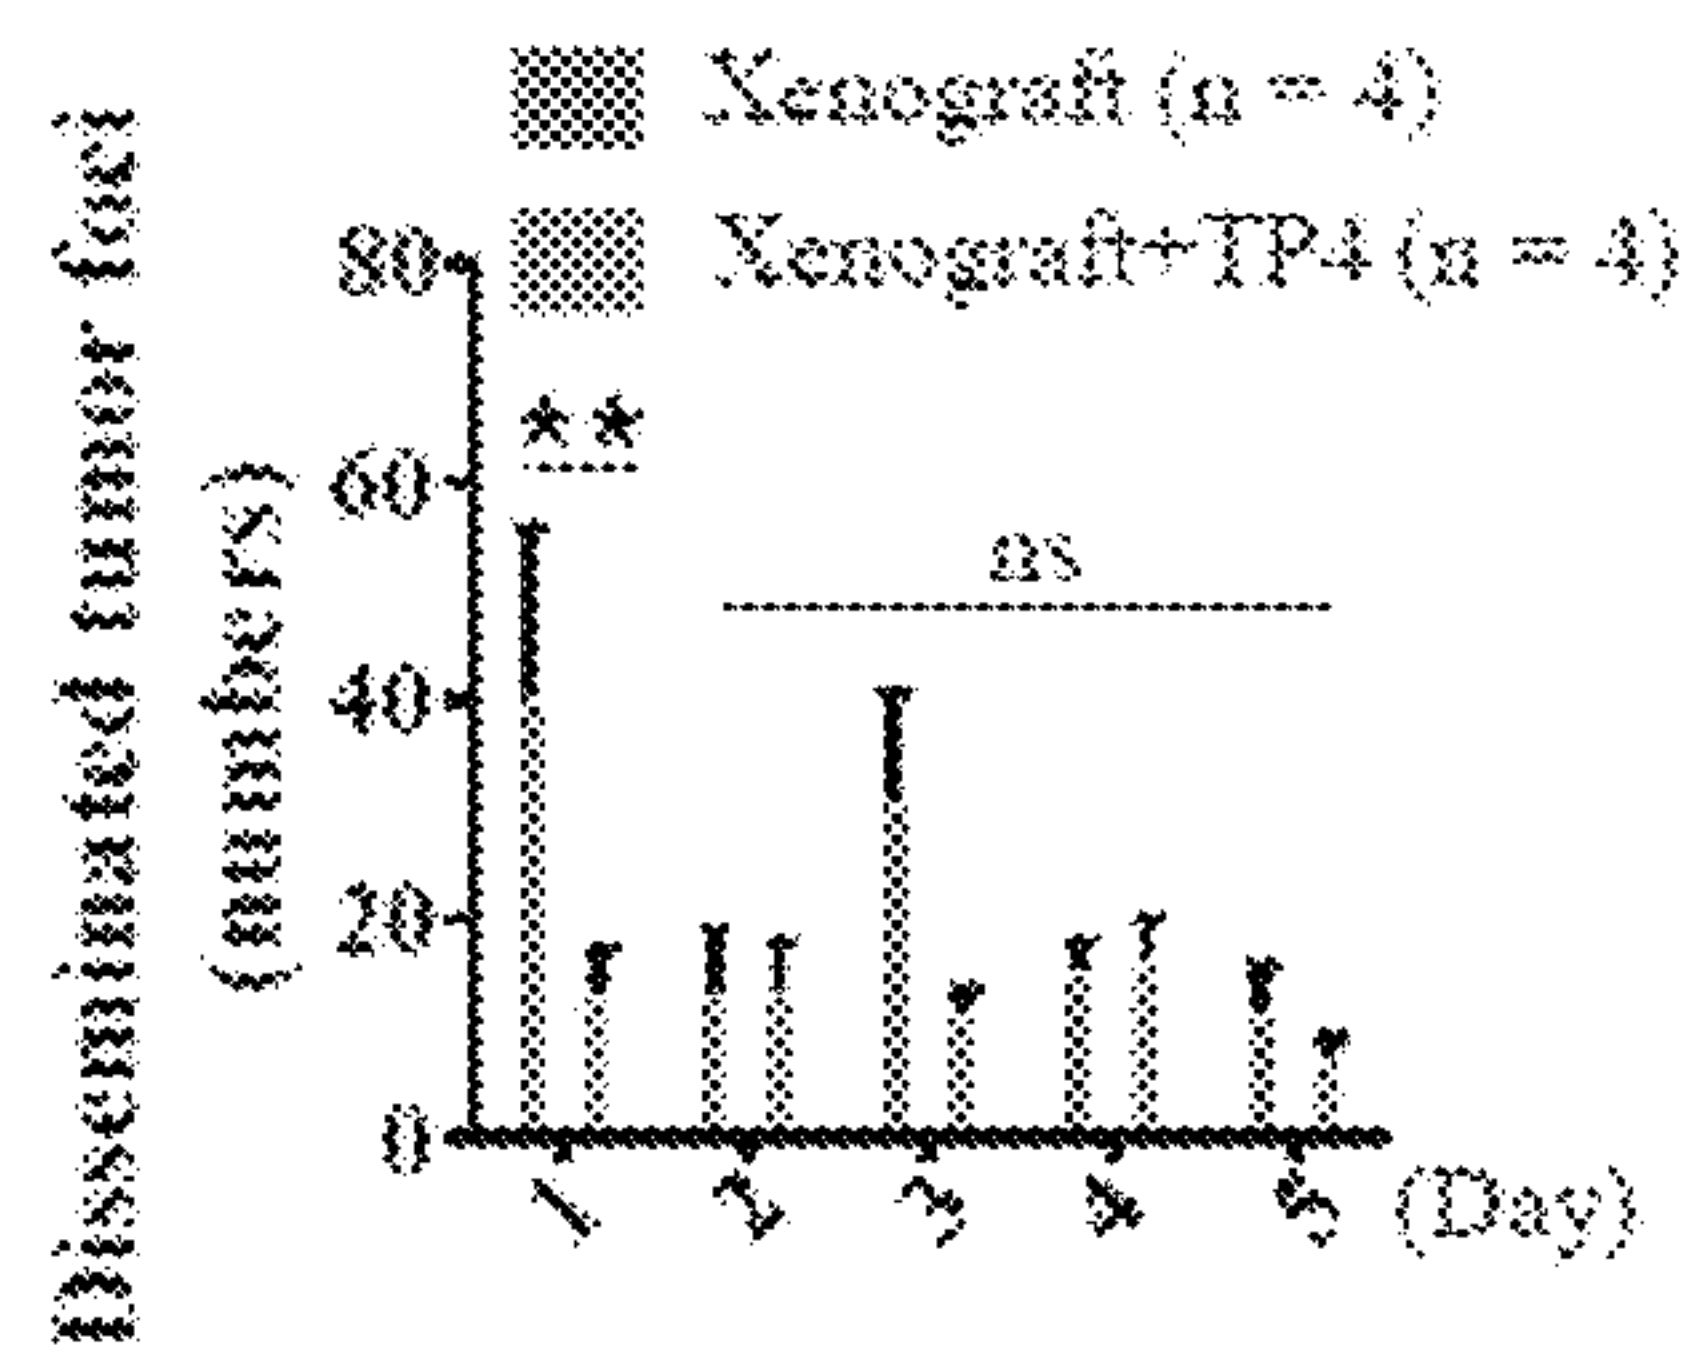 Xenograft (n = 4)
Xenograft+TP4 (n = 4)
Disseminated tumor foci
(numbers)
80
60
40
20
0
**
ns
1 2 3 4 5 (Day)